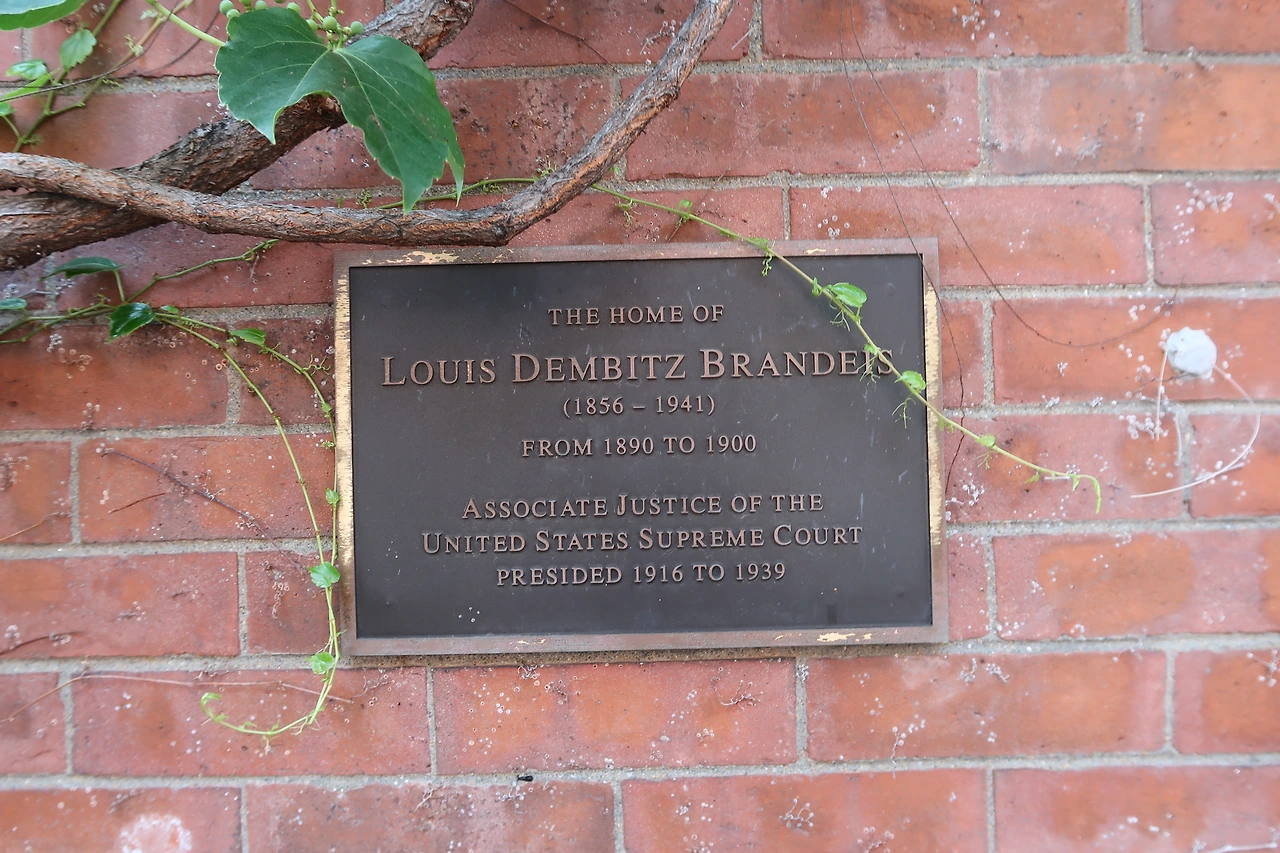 THE HOME OF
LOUIS DEMBITZ BRANDEIS
(1856 – 1941)
FROM 1890 TO 1900
ASSOCIATE JUSTICE OF THE
UNITED STATES SUPREME COURT
PRESIDED 1916 TO 1939